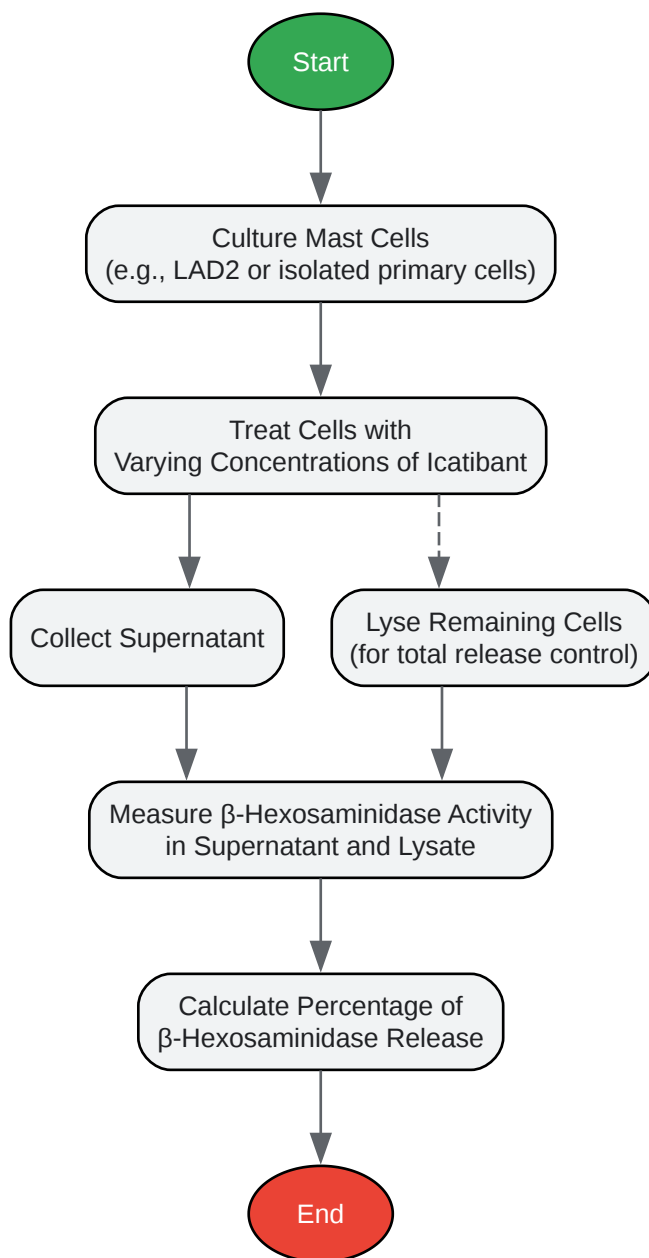 Start
Culture Mast Cells
(e.g., LAD2 or isolated primary cells)
Treat Cells with
Varying Concentrations of Icatibant
Collect Supernatant
Lyse Remaining Cells
(for total release control)
Measure β-Hexosaminidase Activity
in Supernatant and Lysate
Calculate Percentage of
β-Hexosaminidase Release
End